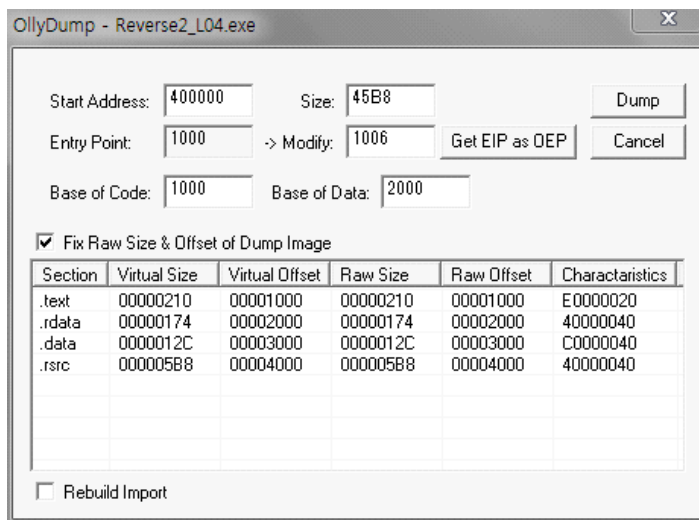 OllyDump - Reverse2_L04.exe
Start Address: 400000 Size: 45B8 Dump
Entry Point: 1000 -> Modify: 1006 Get EIP as OEP Cancel
Base of Code: 1000 Base of Data: 2000
Fix Raw Size & Offset of Dump Image
Section Virtual Size Virtual Offset Raw Size Raw Offset Charactaristics
.text 00000210 00001000 00000210 00001000 E0000020
.rdata 00000174 00002000 00000174 00002000 40000040
.data 0000012C 00003000 0000012C 00003000 C0000040
.rsrc 000005B8 00004000 000005B8 00004000 40000040
Rebuild Import